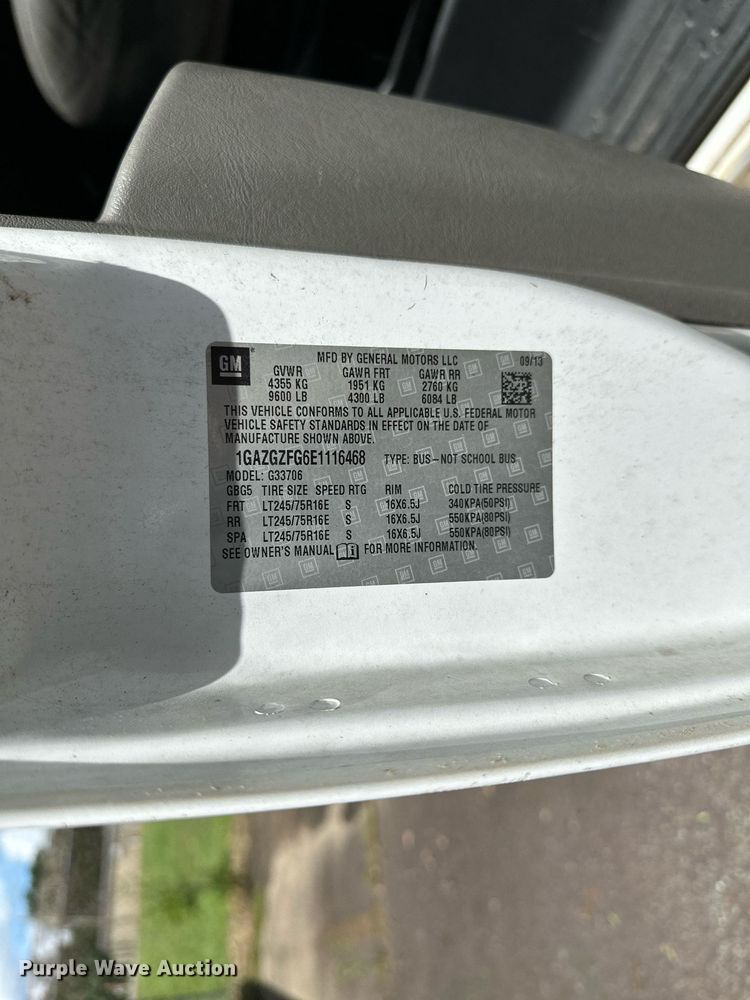 GM
MFD BY GENERAL MOTORS LLC 09/13
GVWR GAWR FRT GAWR RR
4355 KG 1951 KG 2760 KG
9600 LB 4300 LB 6084 LB
THIS VEHICLE CONFORMS TO ALL APPLICABLE U.S. FEDERAL MOTOR
VEHICLE SAFETY STANDARDS IN EFFECT ON THE DATE OF
MANUFACTURE SHOWN ABOVE.
1GAZGZFG6E1116468 TYPE: BUS–NOT SCHOOL BUS
MODEL: G33706
GBG5 TIRE SIZE SPEED RTG RIM COLD TIRE PRESSURE
FRT LT245/75R16E S 16X6.5J 340KPA(50PSI)
RR LT245/75R16E S 16X6.5J 550KPA(80PSI)
SPA LT245/75R16E S 16X6.5J 550KPA(80PSI)
SEE OWNER'S MANUAL FOR MORE INFORMATION.
Purple Wave Auction